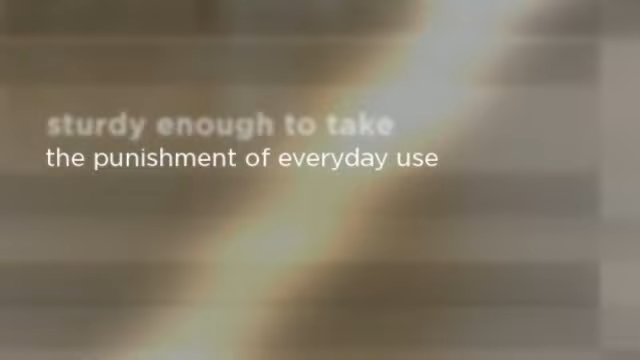 sturdy enough to take
the punishment of everyday use